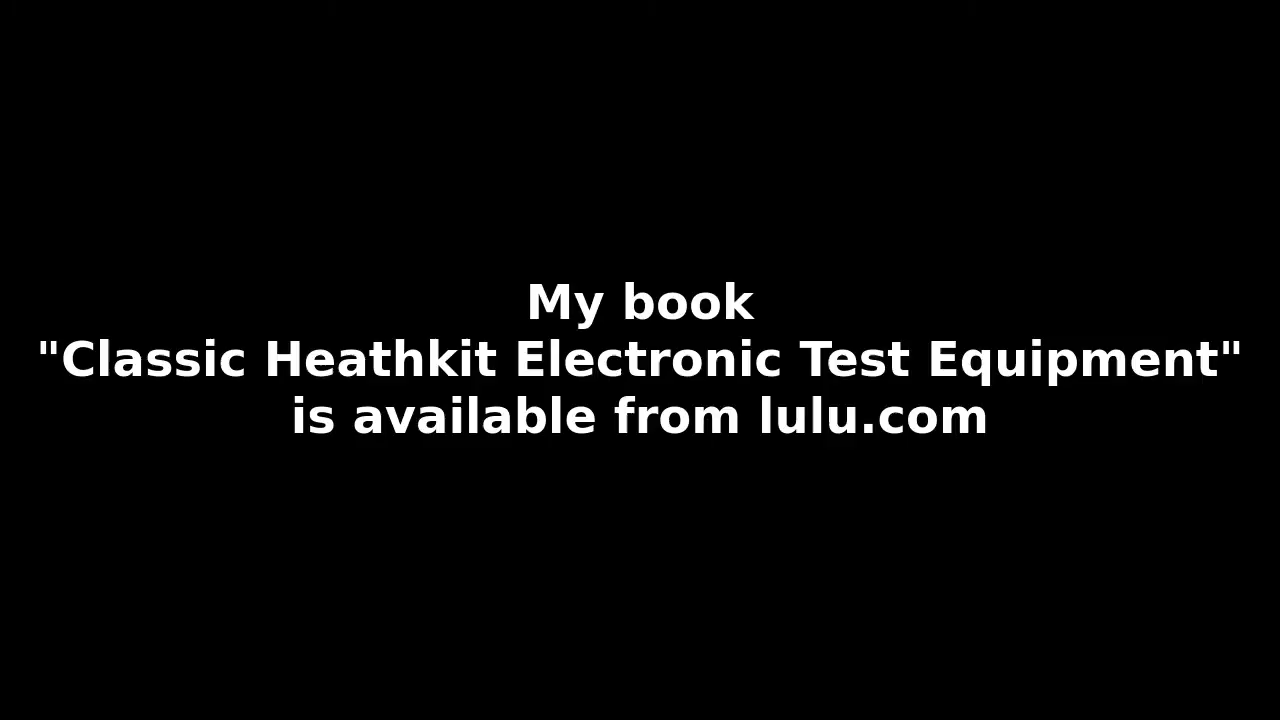 My book
"Classic Heathkit Electronic Test Equipment"
is available from lulu.com